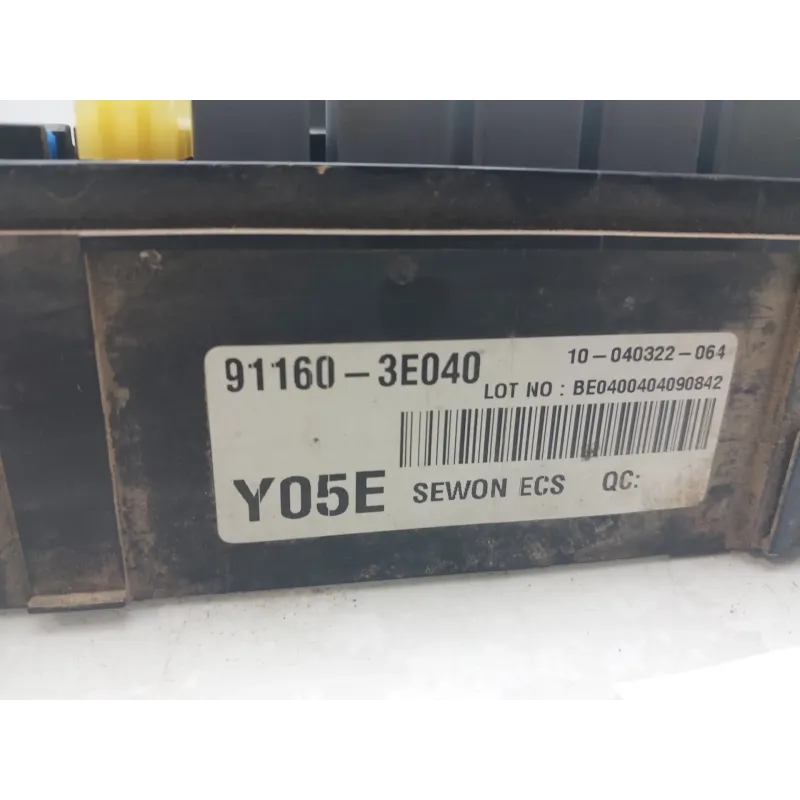 91160-3E040
10-040322-064
LOT NO : BE0400404090842
Y05E
SEWON ECS QC: